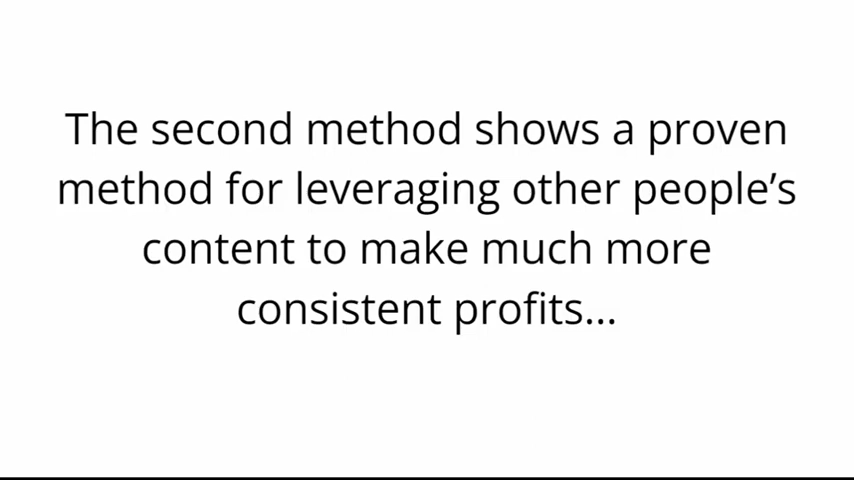 The second method shows a proven
method for leveraging other people’s
content to make much more
consistent profits...